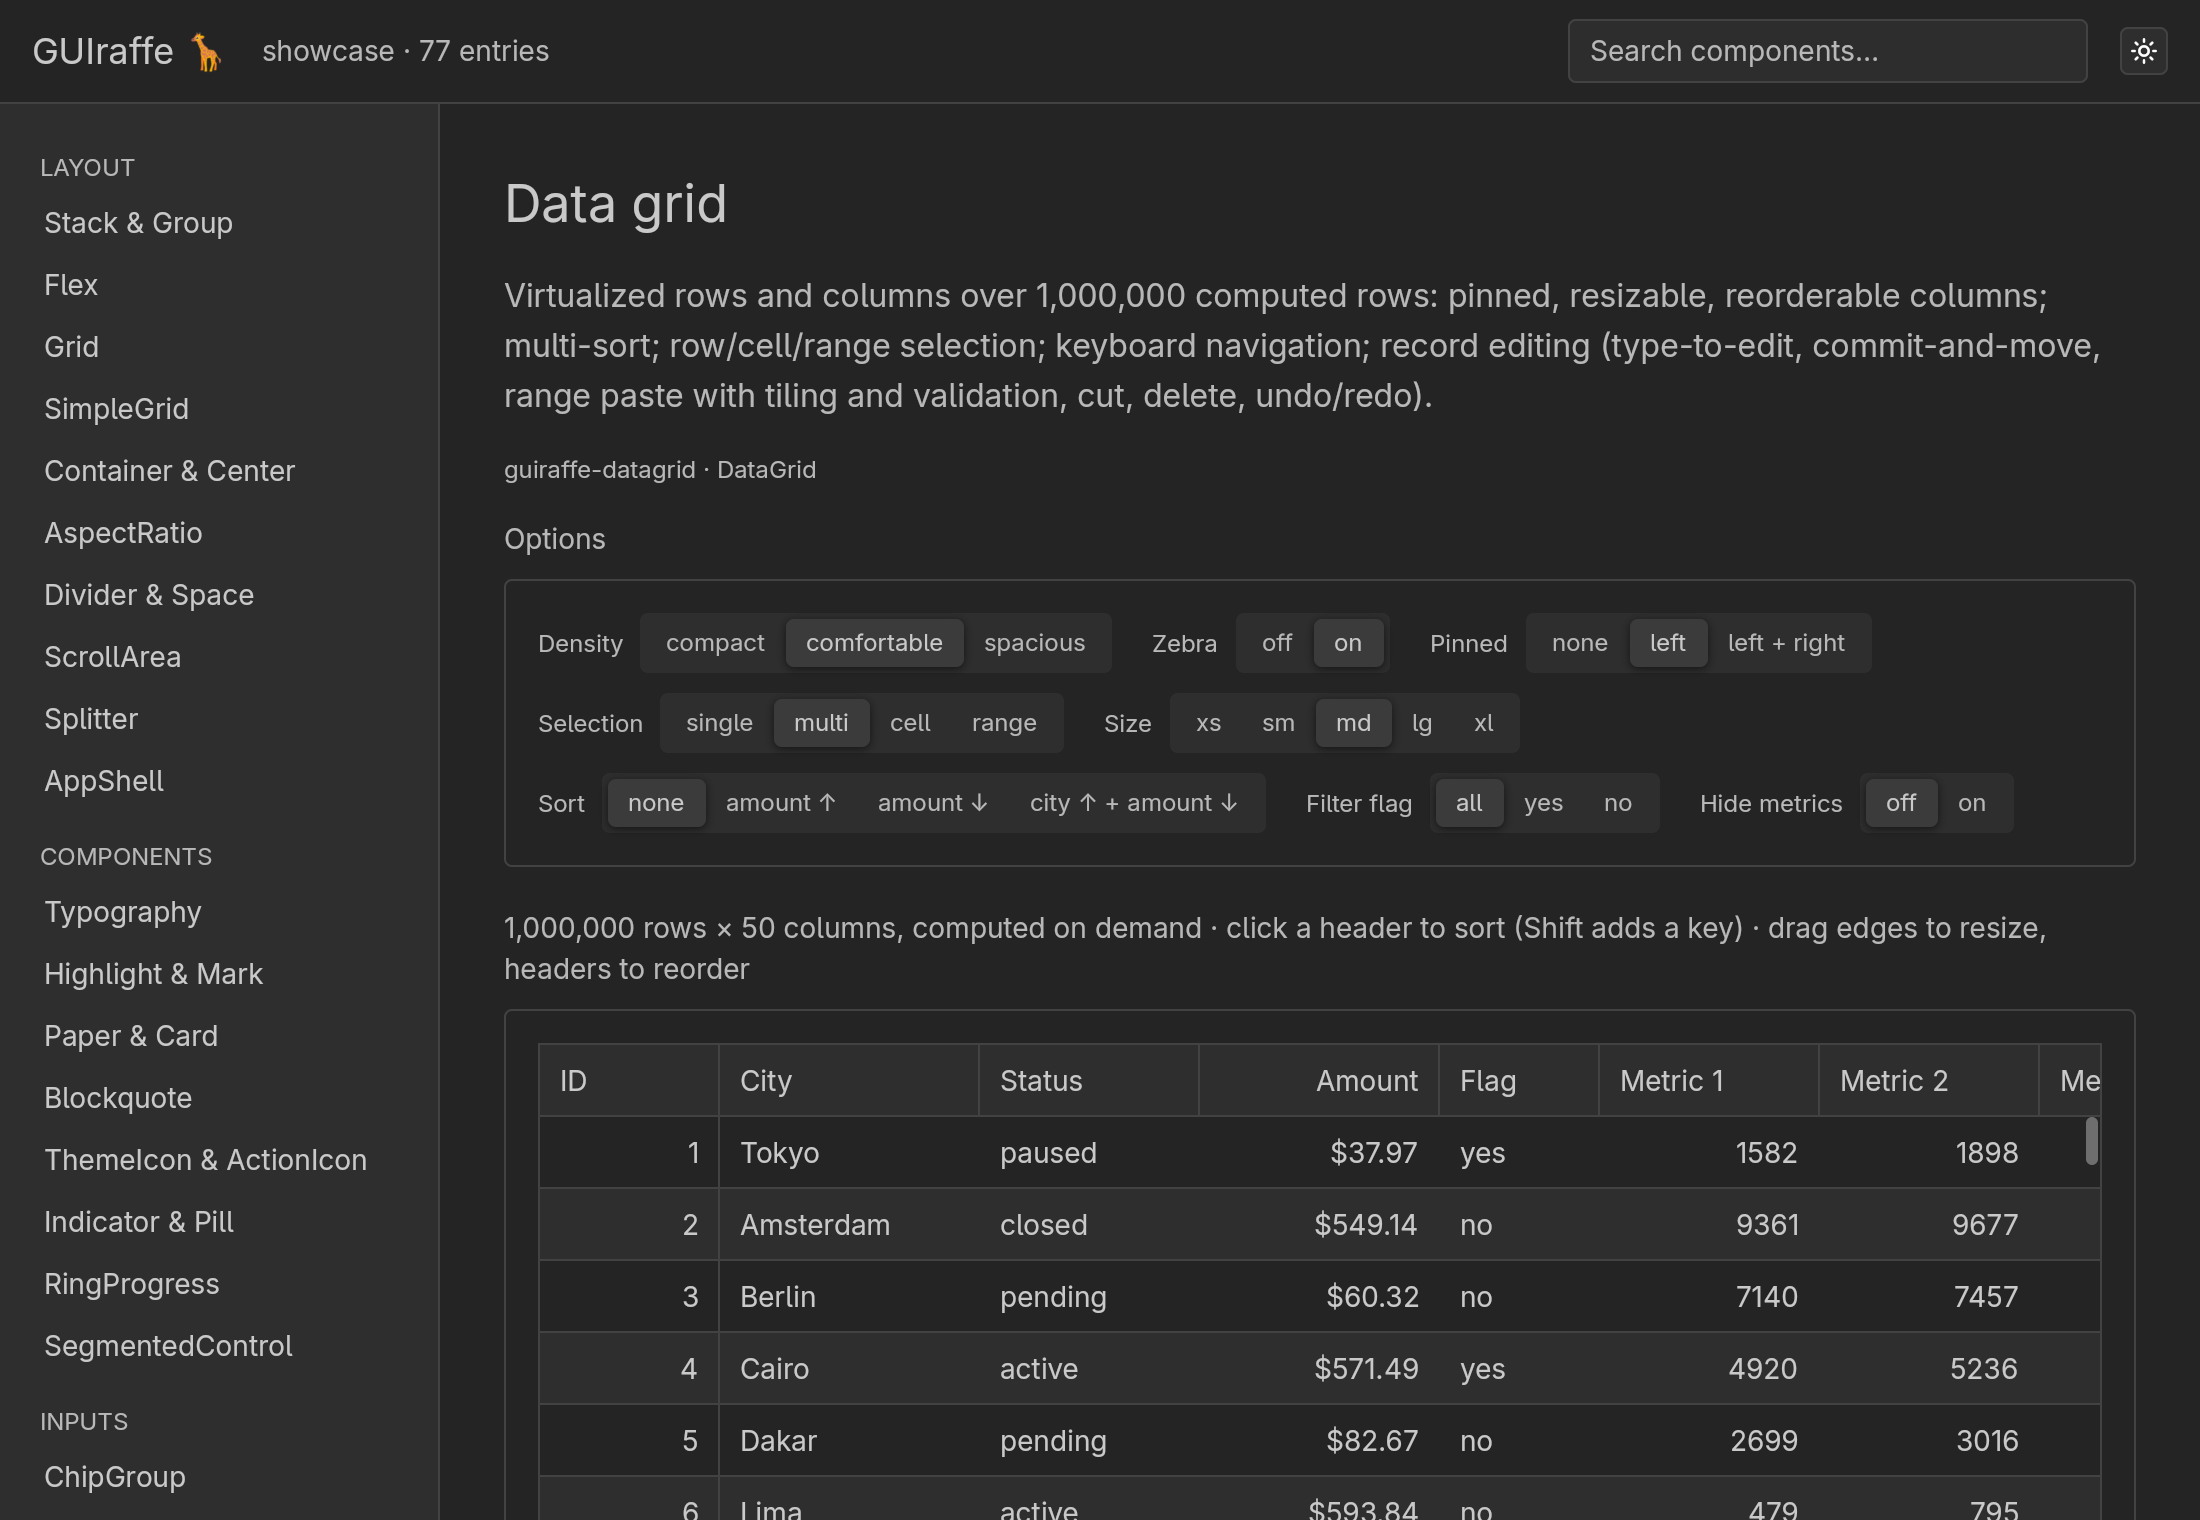 GUIraffe 🦒 showcase · 77 entries
Search components...
LAYOUT
Stack & Group
Flex
Grid
SimpleGrid
Container & Center
AspectRatio
Divider & Space
ScrollArea
Splitter
AppShell
COMPONENTS
Typography
Highlight & Mark
Paper & Card
Blockquote
ThemeIcon & ActionIcon
Indicator & Pill
RingProgress
SegmentedControl
INPUTS
ChipGroup
Data grid
Virtualized rows and columns over 1,000,000 computed rows: pinned, resizable, reorderable columns;
multi-sort; row/cell/range selection; keyboard navigation; record editing (type-to-edit, commit-and-move,
range paste with tiling and validation, cut, delete, undo/redo).
guiraffe-datagrid · DataGrid
Options
Density compact comfortable spacious Zebra off on Pinned none left left + right
Selection single multi cell range Size xs sm md lg xl
Sort none amount ↑ amount ↓ city ↑ + amount ↓ Filter flag all yes no Hide metrics off on
1,000,000 rows × 50 columns, computed on demand · click a header to sort (Shift adds a key) · drag edges to resize,
headers to reorder
ID City Status Amount Flag Metric 1 Metric 2 Me
1 Tokyo paused $37.97 yes 1582 1898
2 Amsterdam closed $549.14 no 9361 9677
3 Berlin pending $60.32 no 7140 7457
4 Cairo active $571.49 yes 4920 5236
5 Dakar pending $82.67 no 2699 3016
6 Lima active $593.84 no 479 795